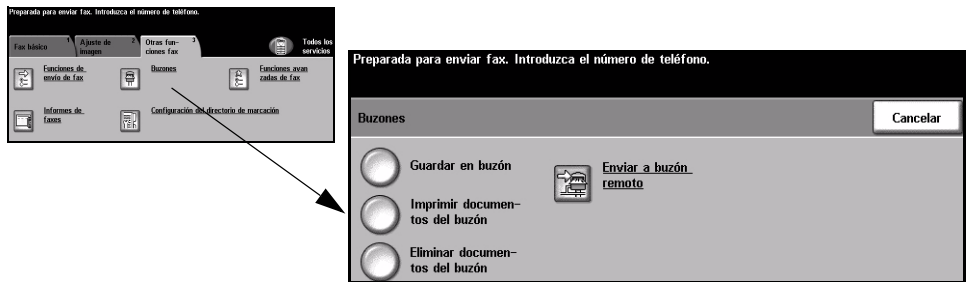 Preparada para enviar fax. Introduzca el número de teléfono.
Fax básico 1
Ajuste de imagen 2
Otras fun-
ciones fax 3
Todos los
servicios
Funciones de
envío de fax
Buzones
Funciones avan
zadas de fax
Informes de
faxes
Configuración del directorio de marcación
Preparada para enviar fax. Introduzca el número de teléfono.
Buzones
Cancelar
Guardar en buzón
Enviar a buzón
remoto
Imprimir documen-
tos del buzón
Eliminar documen-
tos del buzón